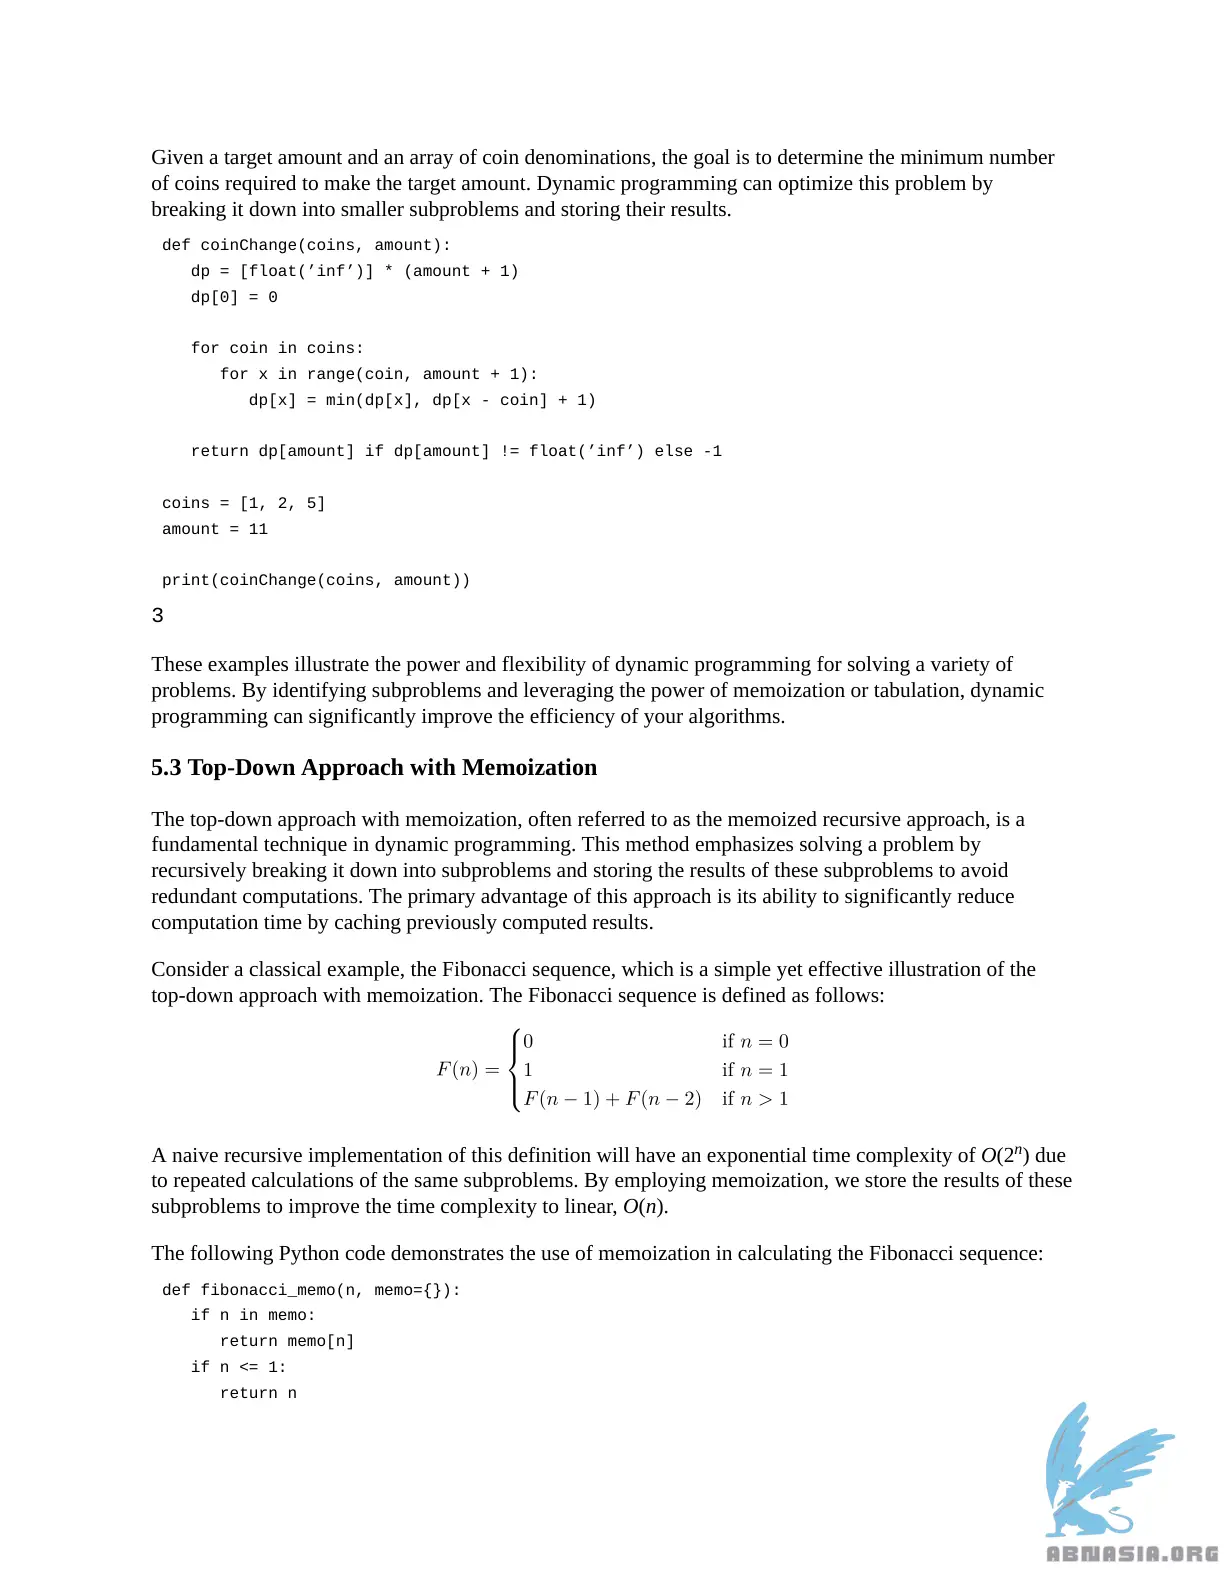 Given a target amount and an array of coin denominations, the goal is to determine the minimum number
of coins required to make the target amount. Dynamic programming can optimize this problem by
breaking it down into smaller subproblems and storing their results.
def coinChange(coins, amount):
   dp = [float(’inf’)] * (amount + 1)
   dp[0] = 0
   for coin in coins:
      for x in range(coin, amount + 1):
         dp[x] = min(dp[x], dp[x - coin] + 1)
   return dp[amount] if dp[amount] != float(’inf’) else -1
coins = [1, 2, 5]
amount = 11
print(coinChange(coins, amount))
3
These examples illustrate the power and flexibility of dynamic programming for solving a variety of
problems. By identifying subproblems and leveraging the power of memoization or tabulation, dynamic
programming can significantly improve the efficiency of your algorithms.
5.3 Top-Down Approach with Memoization
The top-down approach with memoization, often referred to as the memoized recursive approach, is a
fundamental technique in dynamic programming. This method emphasizes solving a problem by
recursively breaking it down into subproblems and storing the results of these subproblems to avoid
redundant computations. The primary advantage of this approach is its ability to significantly reduce
computation time by caching previously computed results.
Consider a classical example, the Fibonacci sequence, which is a simple yet effective illustration of the
top-down approach with memoization. The Fibonacci sequence is defined as follows:
0 if n = 0
F(n) = { 1 if n = 1
F(n − 1) + F(n − 2) if n > 1
A naive recursive implementation of this definition will have an exponential time complexity of O(2ⁿ) due
to repeated calculations of the same subproblems. By employing memoization, we store the results of these
subproblems to improve the time complexity to linear, O(n).
The following Python code demonstrates the use of memoization in calculating the Fibonacci sequence:
def fibonacci_memo(n, memo={}):
   if n in memo:
      return memo[n]
   if n <= 1:
      return n
ABNASIA.ORG